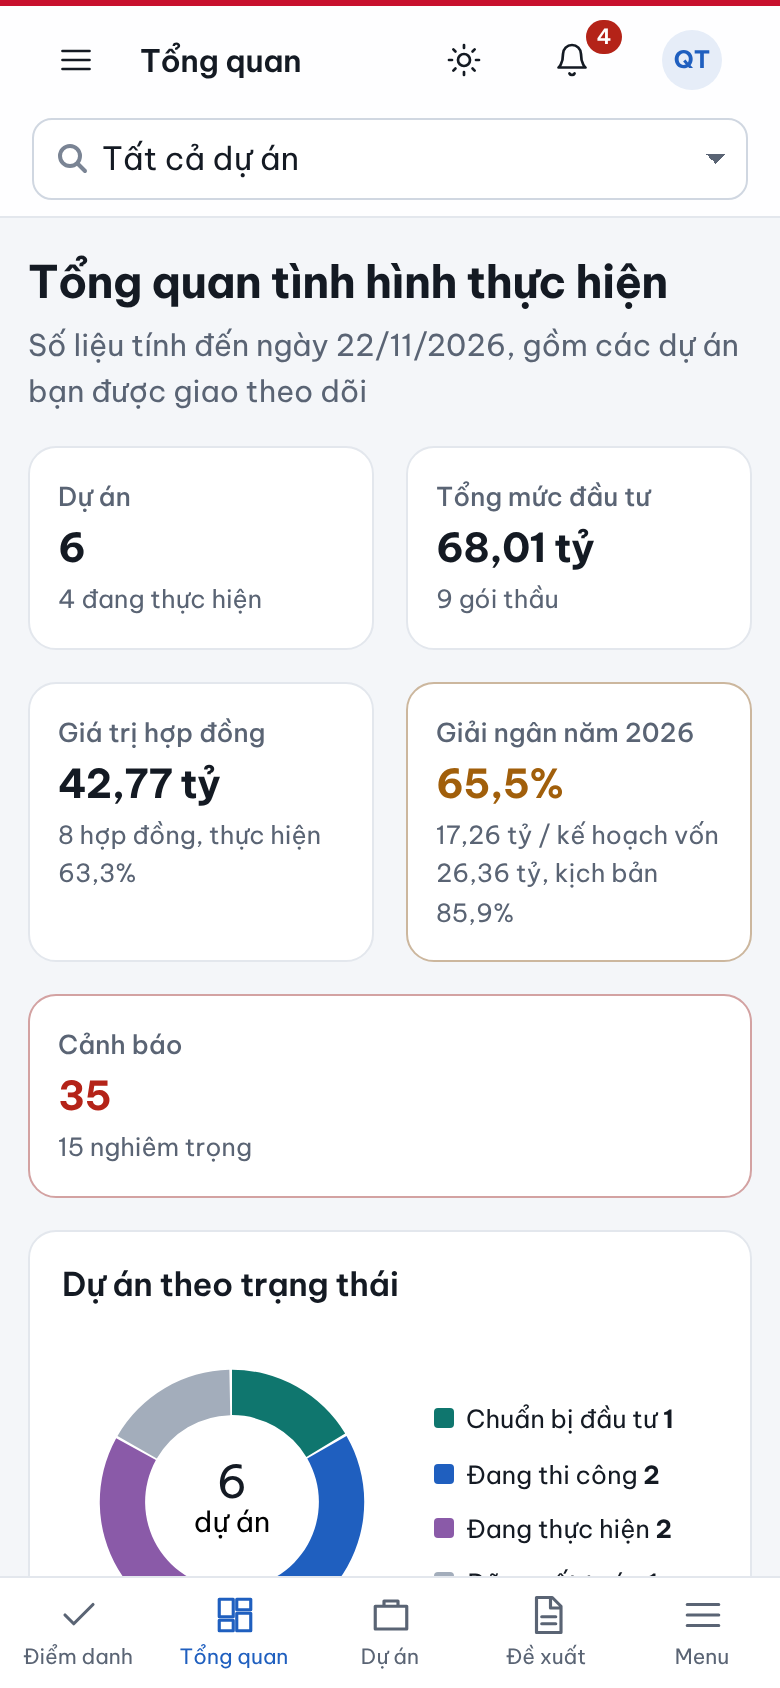 Tổng quan
4
QT
Tất cả dự án
Tổng quan tình hình thực hiện
Số liệu tính đến ngày 22/11/2026, gồm các dự án
bạn được giao theo dõi
Dự án
6
4 đang thực hiện
Tổng mức đầu tư
68,01 tỷ
9 gói thầu
Giá trị hợp đồng
42,77 tỷ
8 hợp đồng, thực hiện
63,3%
Giải ngân năm 2026
65,5%
17,26 tỷ / kế hoạch vốn
26,36 tỷ, kịch bản
85,9%
Cảnh báo
35
15 nghiêm trọng
Dự án theo trạng thái
6
dự án
Chuẩn bị đầu tư 1
Đang thi công 2
Đang thực hiện 2
Điểm danh
Tổng quan
Dự án
Đề xuất
Menu